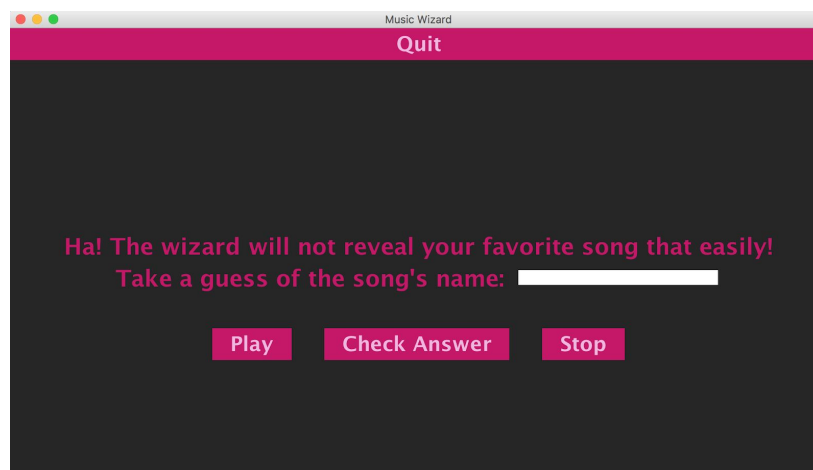 Music Wizard
Quit
Ha! The wizard will not reveal your favorite song that easily!
Take a guess of the song's name:
Play Check Answer Stop